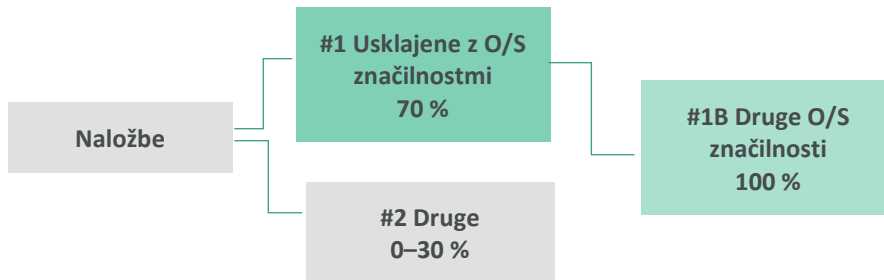 Naložbe
#1 Usklajene z O/S
značilnostmi
70 %
#1B Druge O/S
značilnosti
100 %
#2 Druge
0–30 %